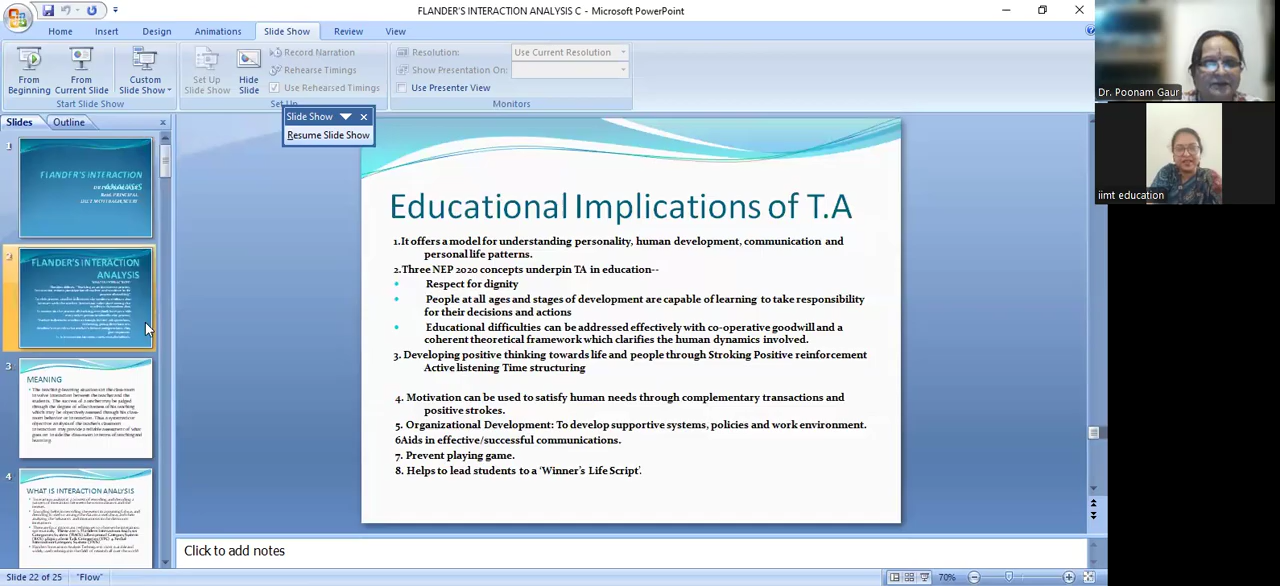 FLANDER'S INTERACTION ANALYSIS C - Microsoft PowerPoint
Home Insert Design Animations Slide Show Review View
From Beginning
From Current Slide
Custom Slide Show
Start Slide Show
Set Up Slide Show
Hide Slide
Record Narration
Rehearse Timings
Use Rehearsed Timings
Set Up
Resolution: Use Current Resolution
Show Presentation On:
Use Presenter View
Monitors
Slide Show
Resume Slide Show
Slides Outline
1
FLANDER'S INTERACTION
ANALYSIS
2
FLANDER'S INTERACTION
ANALYSIS
3
MEANING
4
WHAT IS INTERACTION ANALYSIS
Educational Implications of T.A
1.It offers a model for understanding personality, human development, communication and
personal life patterns.
2.Three NEP 2020 concepts underpin TA in education--
• Respect for dignity
• People at all ages and stages of development are capable of learning to take responsibility
for their decisions and actions
• Educational difficulties can be addressed effectively with co-operative goodwill and a
coherent theoretical framework which clarifies the human dynamics involved.
3. Developing positive thinking towards life and people through Stroking Positive reinforcement
Active listening Time structuring
4. Motivation can be used to satisfy human needs through complementary transactions and
positive strokes.
5. Organizational Development: To develop supportive systems, policies and work environment.
6Aids in effective/successful communications.
7. Prevent playing game.
8. Helps to lead students to a 'Winner's Life Script'.
Click to add notes
Slide 22 of 25 "Flow" 70%
Dr. Poonam Gaur
iimt education